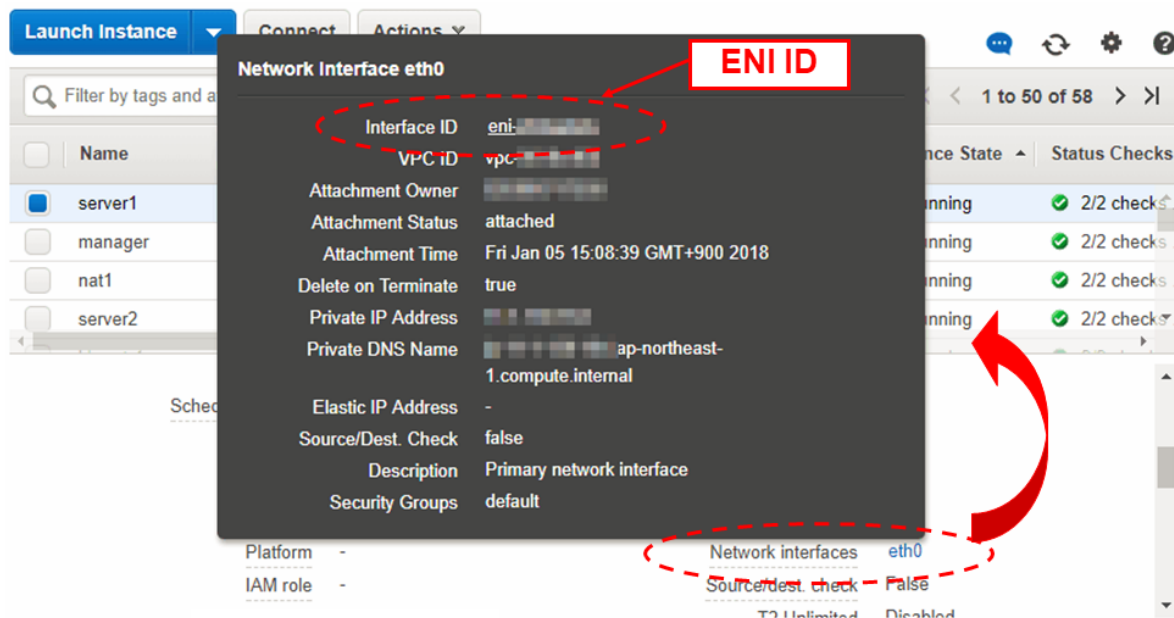 Launch Instance Connect Actions
Network Interface eth0
ENI ID
Filter by tags and
1 to 50 of 58
Interface ID eni-
VPC ID vpc-
Name nce State Status Checks
Attachment Owner
server1 nning 2/2 checks
Attachment Status attached
manager nning 2/2 checks
Attachment Time Fri Jan 05 15:08:39 GMT+900 2018
nat1 nning 2/2 checks
Delete on Terminate true
server2 nning 2/2 checks
Private IP Address
Private DNS Name ap-northeast-
1.compute.internal
Sched
Elastic IP Address -
Source/Dest. Check false
Description Primary network interface
Security Groups default
Platform - Network interfaces eth0
IAM role - Source/dest. check False
T2 Unlimited Disabled